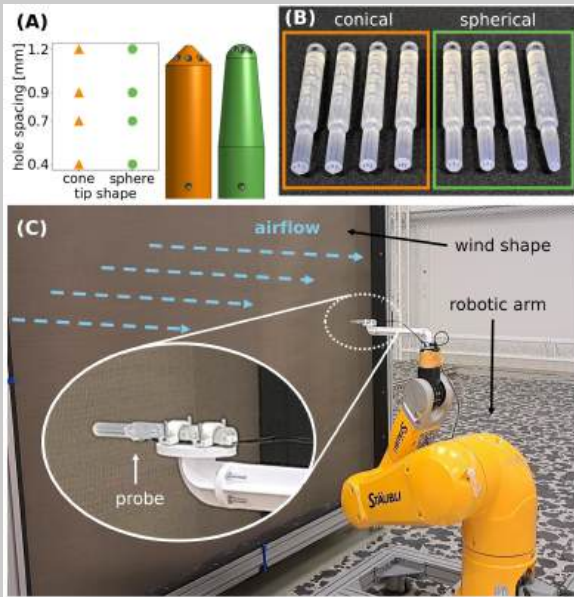 (A)
hole spacing [mm]
1.2
0.9
0.7
0.4
cone sphere
tip shape
(B)
conical spherical
(C)
airflow
wind shape
robotic arm
probe
STÄUBLI